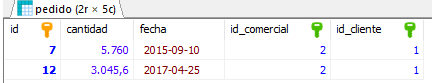 pedido (2r × 5c)
id cantidad fecha id_comercial id_cliente
7 5.760 2015-09-10 2 1
12 3.045,6 2017-04-25 2 1